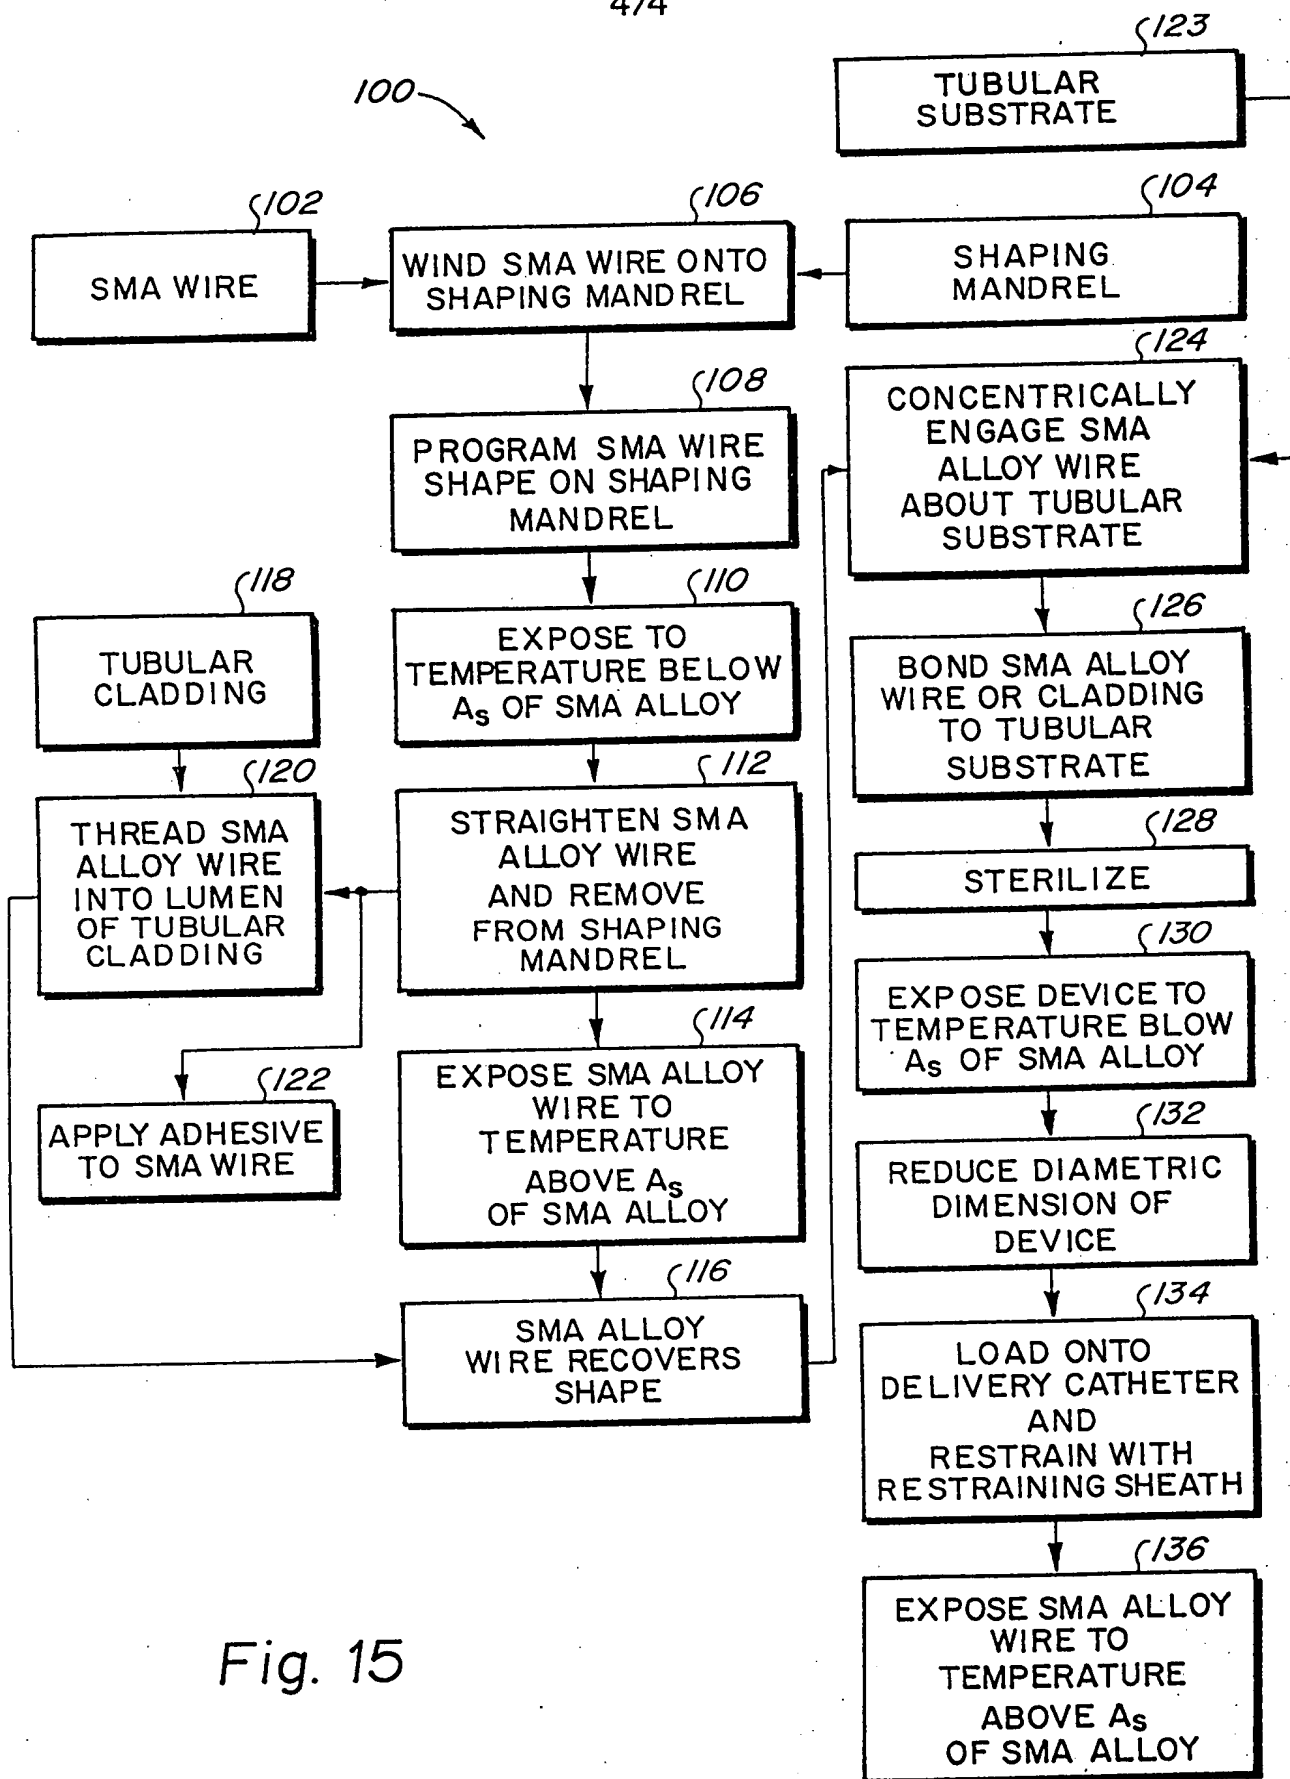 4/4
123
TUBULAR
SUBSTRATE
100
102
SMA WIRE
106
WIND SMA WIRE ONTO
SHAPING MANDREL
104
SHAPING
MANDREL
108
PROGRAM SMA WIRE
SHAPE ON SHAPING
MANDREL
110
EXPOSE TO
TEMPERATURE BELOW
As OF SMA ALLOY
112
STRAIGHTEN SMA
ALLOY WIRE
AND REMOVE
FROM SHAPING
MANDREL
118
TUBULAR
CLADDING
120
THREAD SMA
ALLOY WIRE
INTO LUMEN
OF TUBULAR
CLADDING
122
APPLY ADHESIVE
TO SMA WIRE
114
EXPOSE SMA ALLOY
WIRE TO
TEMPERATURE
ABOVE As
OF SMA ALLOY
116
SMA ALLOY
WIRE RECOVERS
SHAPE
124
CONCENTRICALLY
ENGAGE SMA
ALLOY WIRE
ABOUT TUBULAR
SUBSTRATE
126
BOND SMA ALLOY
WIRE OR CLADDING
TO TUBULAR
SUBSTRATE
128
STERILIZE
130
EXPOSE DEVICE TO
TEMPERATURE BLOW
As OF SMA ALLOY
132
REDUCE DIAMETRIC
DIMENSION OF
DEVICE
134
LOAD ONTO
DELIVERY CATHETER
AND
RESTRAIN WITH
RESTRAINING SHEATH
136
EXPOSE SMA ALLOY
WIRE TO
TEMPERATURE
ABOVE As
OF SMA ALLOY
Fig. 15